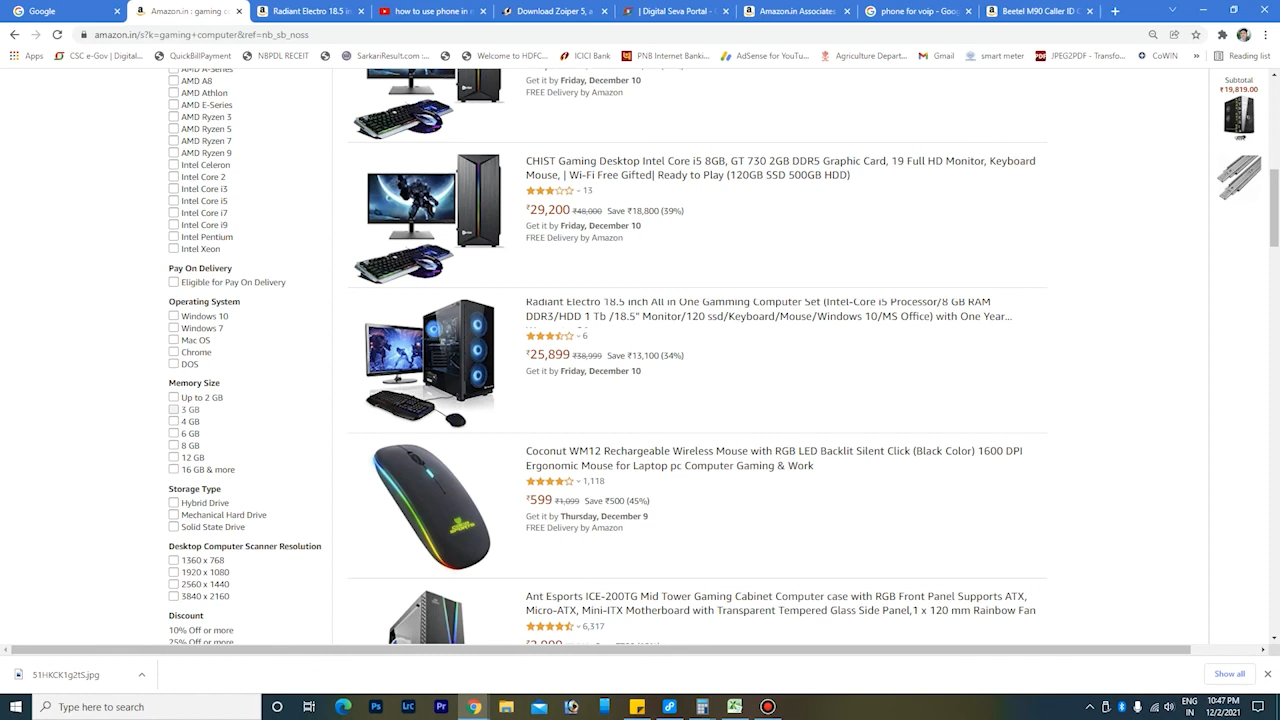 Google
Amazon.in : gaming c
Radiant Electro 18.5 in
how to use phone in m
Download Zoiper 5, a
| Digital Seva Portal -
Amazon.in Associates
phone for voip - Goog
Beetel M90 Caller ID C
amazon.in/s?k=gaming+computer&ref=nb_sb_noss
Apps
CSC e-Gov | Digital...
QuickBillPayment
NBPDL RECEIT
SarkariResult.com :...
Welcome to HDFC...
ICICI Bank
PNB Internet Banki...
AdSense for YouTu...
Agriculture Depart...
Gmail
smart meter
JPEG2PDF - Transfo...
CoWIN
»
Reading list
AMD A-Series
AMD A8
AMD Athlon
AMD E-Series
AMD Ryzen 3
AMD Ryzen 5
AMD Ryzen 7
AMD Ryzen 9
Intel Celeron
Intel Core 2
Intel Core i3
Intel Core i5
Intel Core i7
Intel Core i9
Intel Pentium
Intel Xeon
Pay On Delivery
Eligible for Pay On Delivery
Operating System
Windows 10
Windows 7
Mac OS
Chrome
DOS
Memory Size
Up to 2 GB
3 GB
4 GB
6 GB
8 GB
12 GB
16 GB & more
Storage Type
Hybrid Drive
Mechanical Hard Drive
Solid State Drive
Desktop Computer Scanner Resolution
1360 x 768
1920 x 1080
2560 x 1440
3840 x 2160
Discount
10% Off or more
25% Off or more
Get it by Friday, December 10
FREE Delivery by Amazon
CHIST Gaming Desktop Intel Core i5 8GB, GT 730 2GB DDR5 Graphic Card, 19 Full HD Monitor, Keyboard
Mouse, | Wi-Fi Free Gifted| Ready to Play (120GB SSD 500GB HDD)
13
₹29,200 ₹48,000 Save ₹18,800 (39%)
Get it by Friday, December 10
FREE Delivery by Amazon
Radiant Electro 18.5 Inch All in One Gamming Computer Set (Intel-Core i5 Processor/8 GB RAM
DDR3/HDD 1 Tb /18.5" Monitor/120 ssd/Keyboard/Mouse/Windows 10/MS Office) with One Year...
6
₹25,899 ₹38,999 Save ₹13,100 (34%)
Get it by Friday, December 10
Coconut WM12 Rechargeable Wireless Mouse with RGB LED Backlit Silent Click (Black Color) 1600 DPI
Ergonomic Mouse for Laptop pc Computer Gaming & Work
1,118
₹599 ₹1,099 Save ₹500 (45%)
Get it by Thursday, December 9
FREE Delivery by Amazon
Ant Esports ICE-200TG Mid Tower Gaming Cabinet Computer case with RGB Front Panel Supports ATX,
Micro-ATX, Mini-ITX Motherboard with Transparent Tempered Glass Side Panel,1 x 120 mm Rainbow Fan
6,317
Subtotal
₹19,819.00
51HKCK1g2tS.jpg
Show all
Type here to search
Ps
Lrc
Pr
ENG
IN
10:47 PM
12/2/2021